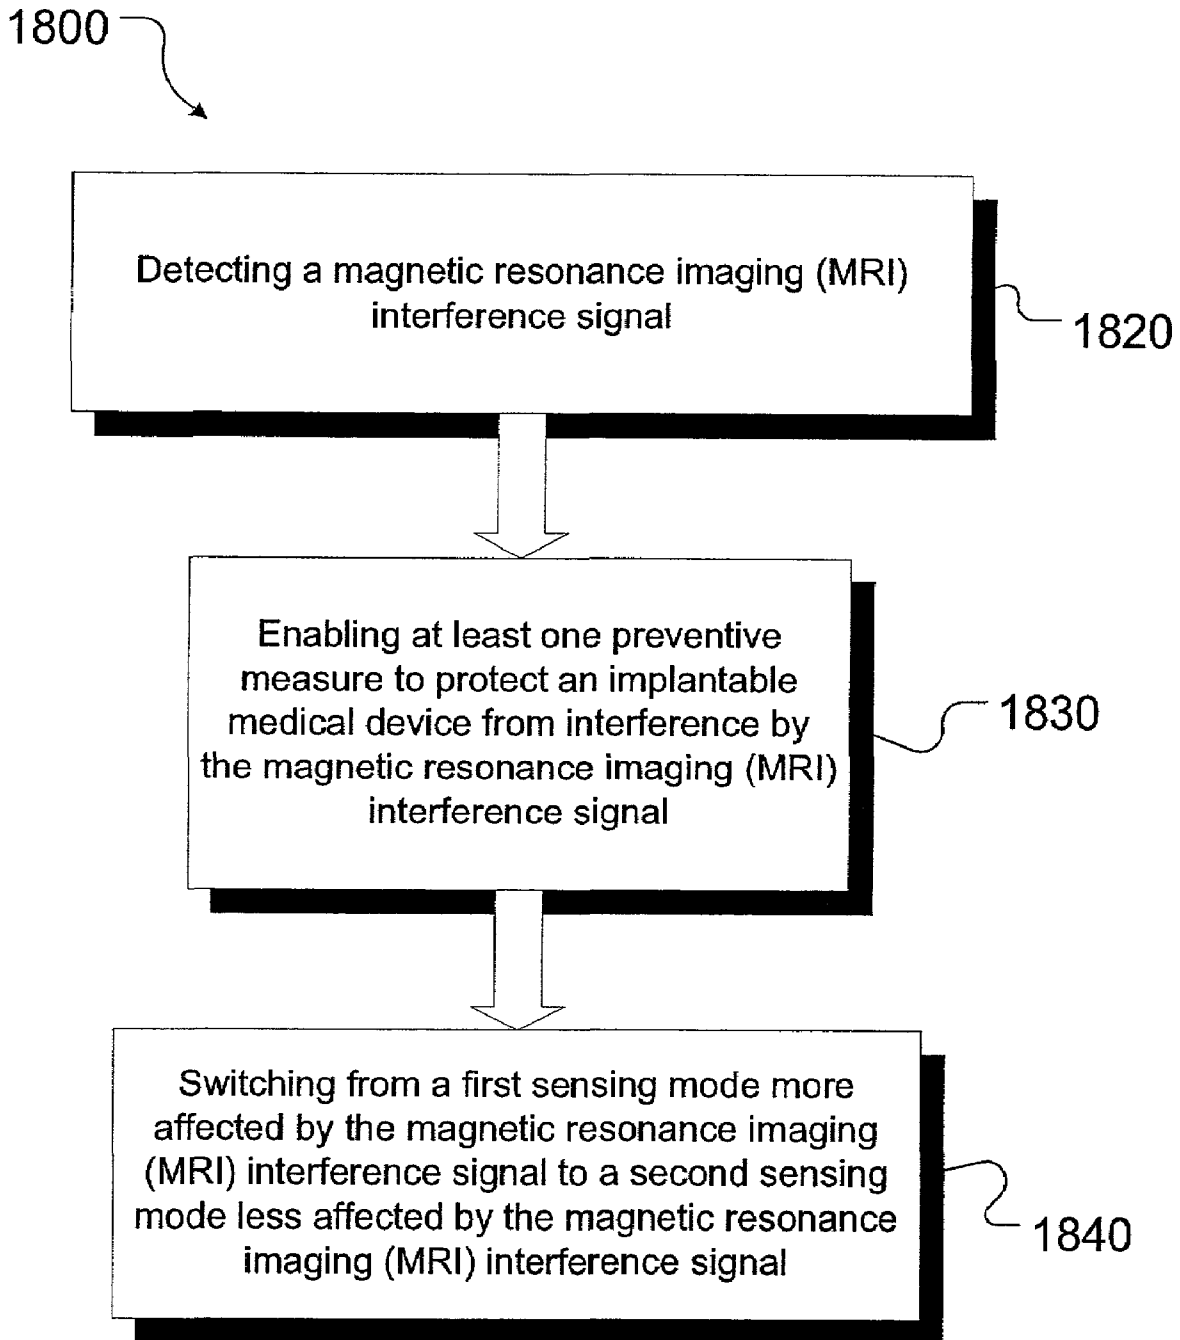 1800
Detecting a magnetic resonance imaging (MRI)
interference signal
1820
Enabling at least one preventive
measure to protect an implantable
medical device from interference by
the magnetic resonance imaging (MRI)
interference signal
1830
Switching from a first sensing mode more
affected by the magnetic resonance imaging
(MRI) interference signal to a second sensing
mode less affected by the magnetic resonance
imaging (MRI) interference signal
1840